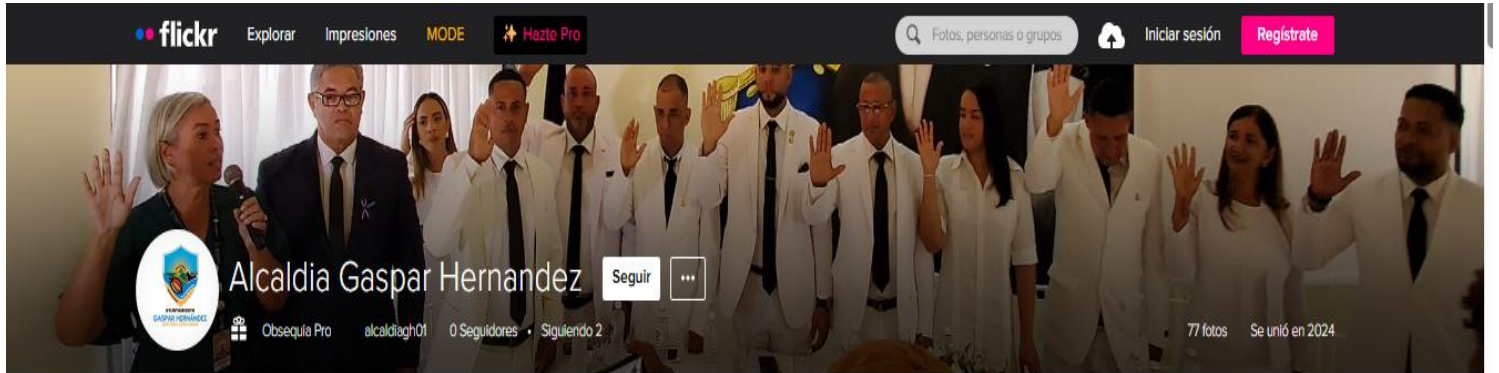 flickr Explorar Impresiones MODE Hazte Pro Fotos, personas o grupos Iniciar sesión Regístrate
Alcaldia Gaspar Hernandez Seguir ...
AYUNTAMIENTO
GASPAR HERNÁNDEZ
Obsequia Pro alcaldiagh01 0 Seguidores • Siguiendo 2 77 fotos Se unió en 2024